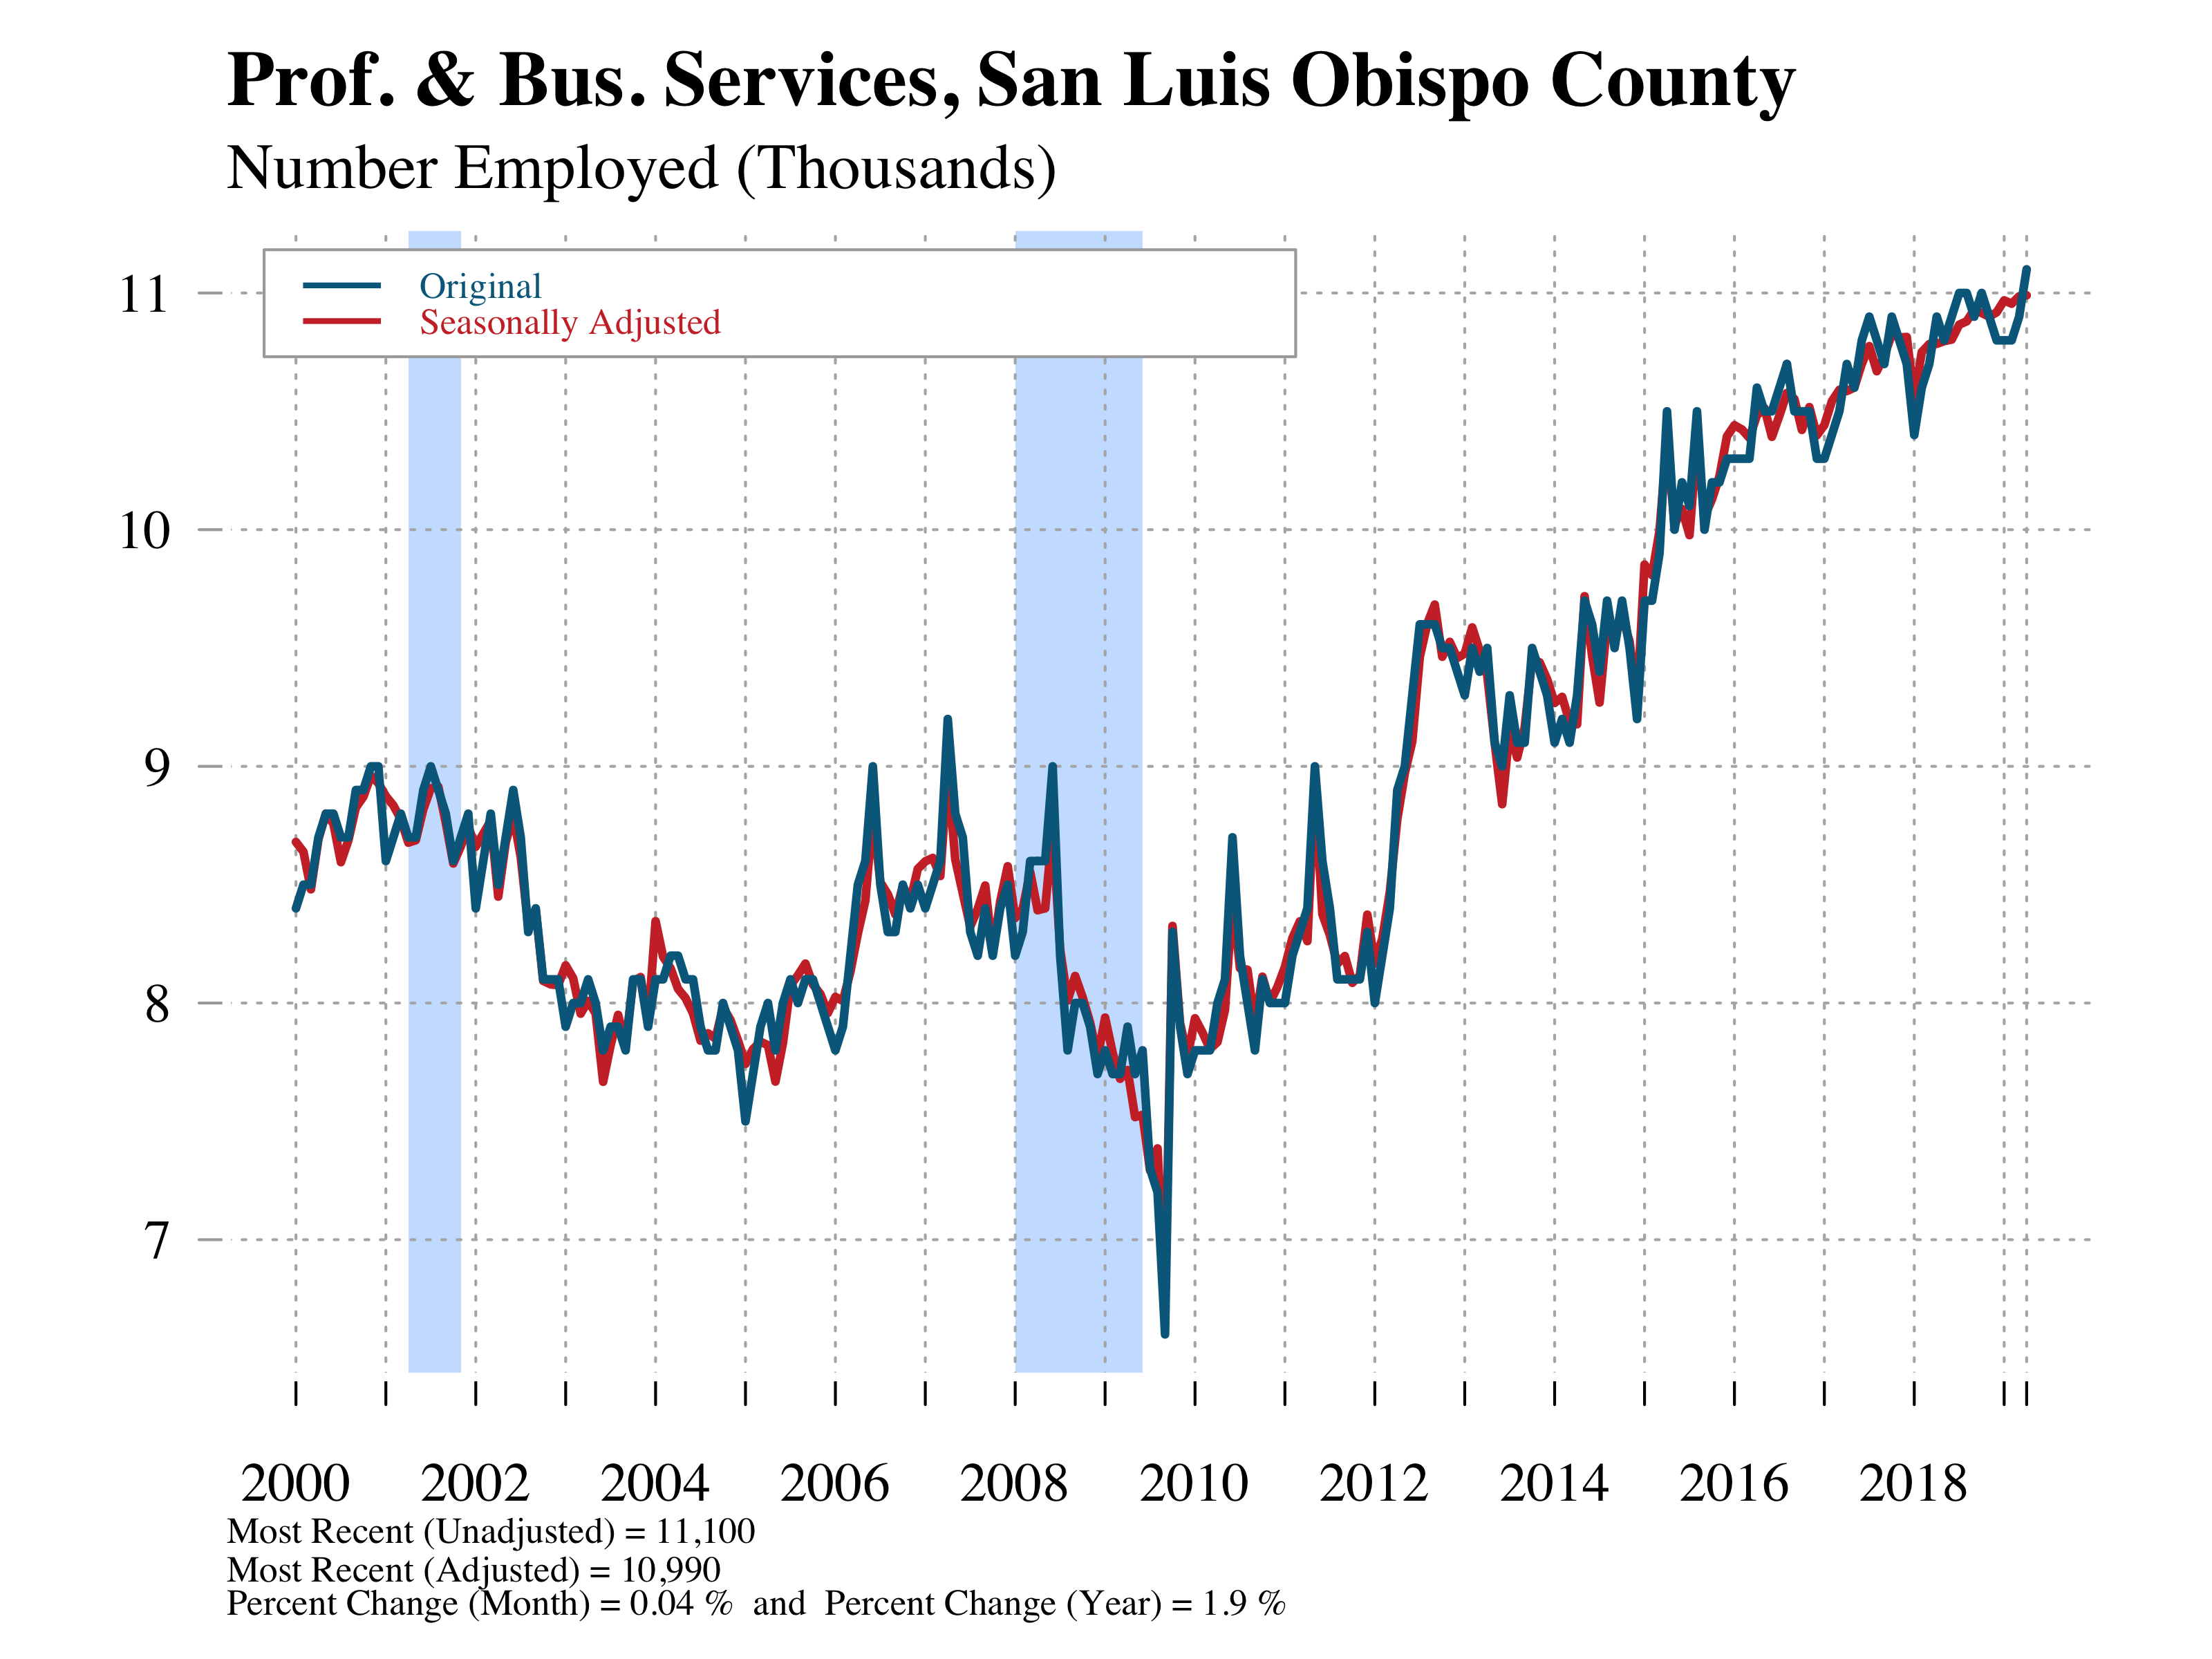 Prof. & Bus. Services, San Luis Obispo County
Number Employed (Thousands)
Original
Seasonally Adjusted
11
10
9
8
7
2000 2002 2004 2006 2008 2010 2012 2014 2016 2018
Most Recent (Unadjusted) = 11,100
Most Recent (Adjusted) = 10,990
Percent Change (Month) = 0.04 % and Percent Change (Year) = 1.9 %